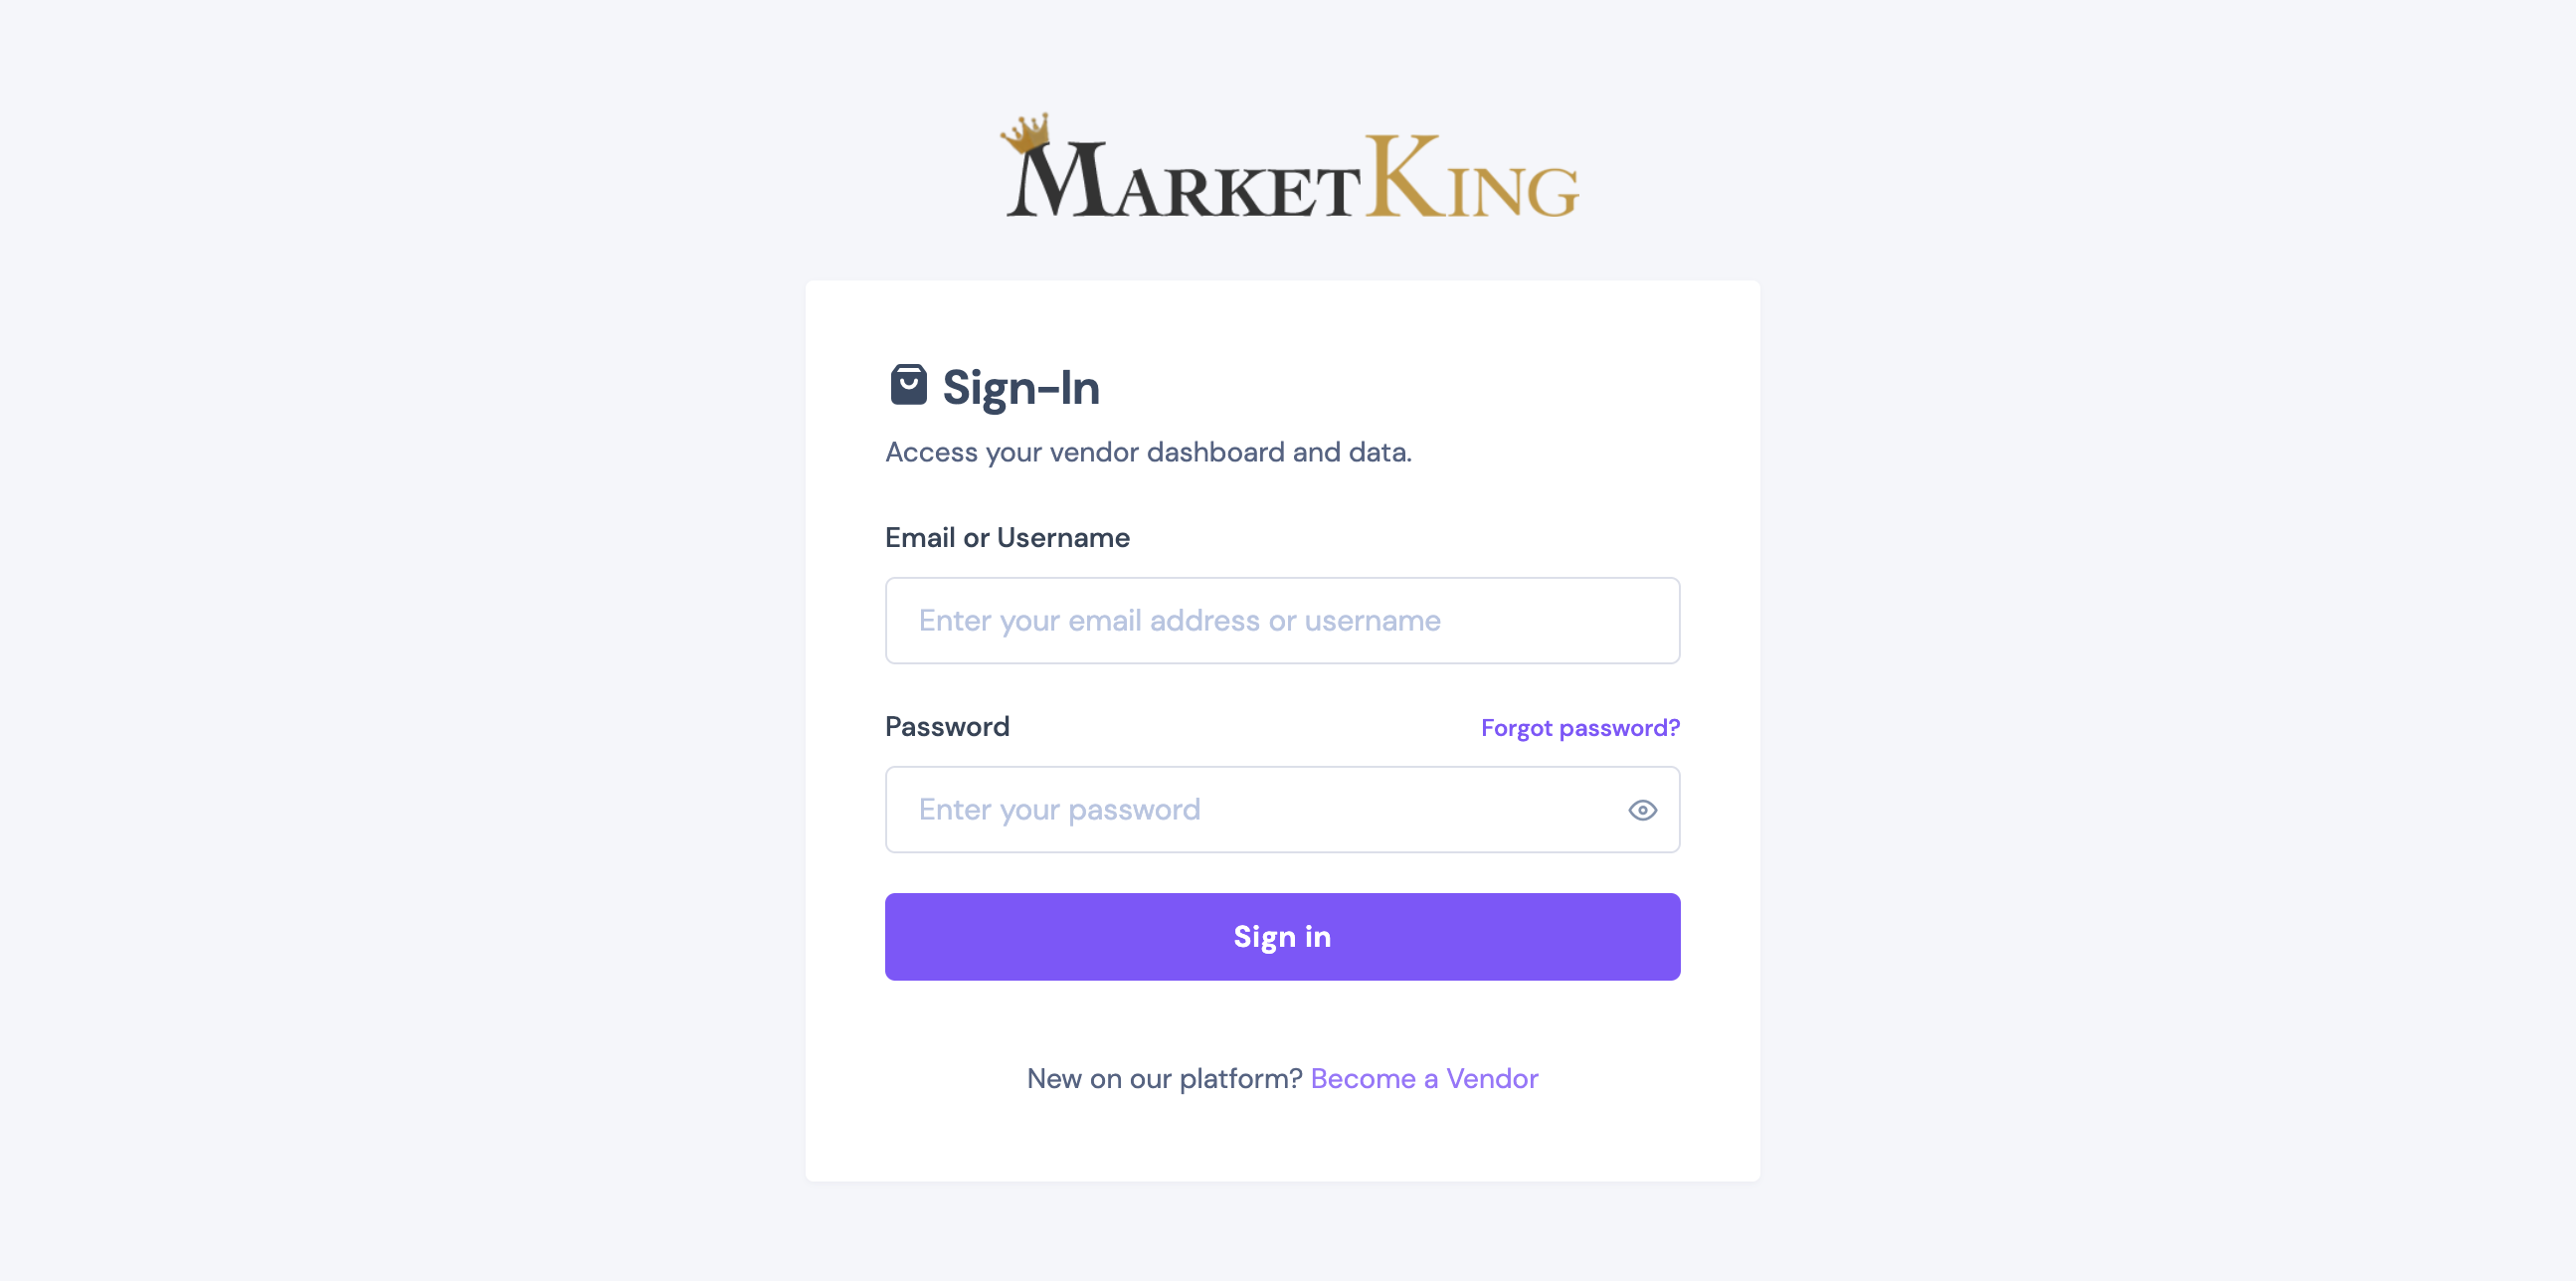 MARKETKING
Sign-In
Access your vendor dashboard and data.
Email or Username
Enter your email address or username
Password Forgot password?
Enter your password
Sign in
New on our platform? Become a Vendor